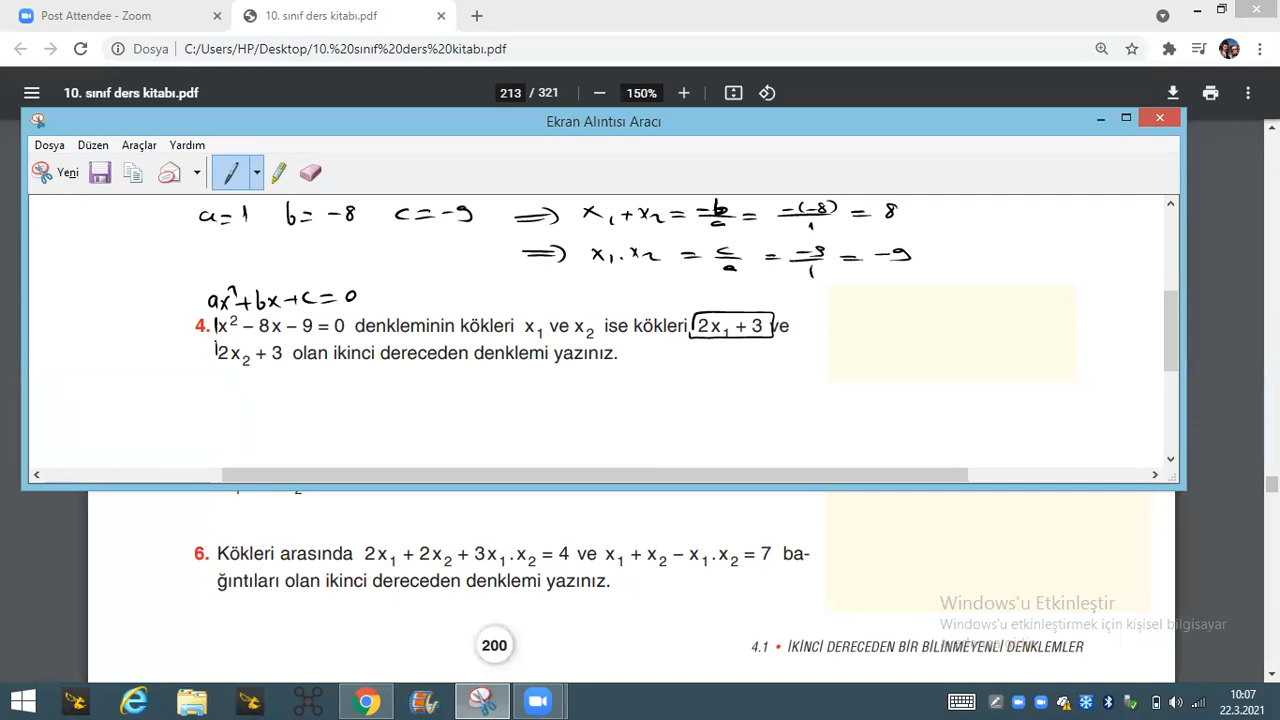 Post Attendee - Zoom
10. sınıf ders kitabı.pdf
Dosya C:/Users/HP/Desktop/10.%20sınıf%20ders%20kitabı.pdf
10. sınıf ders kitabı.pdf 213 / 321 150%
Ekran Alıntısı Aracı
Dosya Düzen Araçlar Yardım
Yeni
a=1 b=-8 c=-9 ⟹ x₁+x₂ = -b/a = -(-8)/1 = 8
⟹ x₁.x₂ = c/a = -9/1 = -9
ax²+bx+c=0
4. 1x² − 8x − 9 = 0 denkleminin kökleri x₁ ve x₂ ise kökleri 2x₁ + 3 ve
2x₂ + 3 olan ikinci dereceden denklemi yazınız.
6. Kökleri arasında 2x₁ + 2x₂ + 3x₁.x₂ = 4 ve x₁ + x₂ − x₁.x₂ = 7 ba-
ğıntıları olan ikinci dereceden denklemi yazınız.
Windows'u Etkinleştir
Windows'u etkinleştirmek için kişisel bilgisayar
200
4.1 • İKİNCİ DERECEDEN BİR BİLİNMEYENLİ DENKLEMLER
10:07
22.3.2021